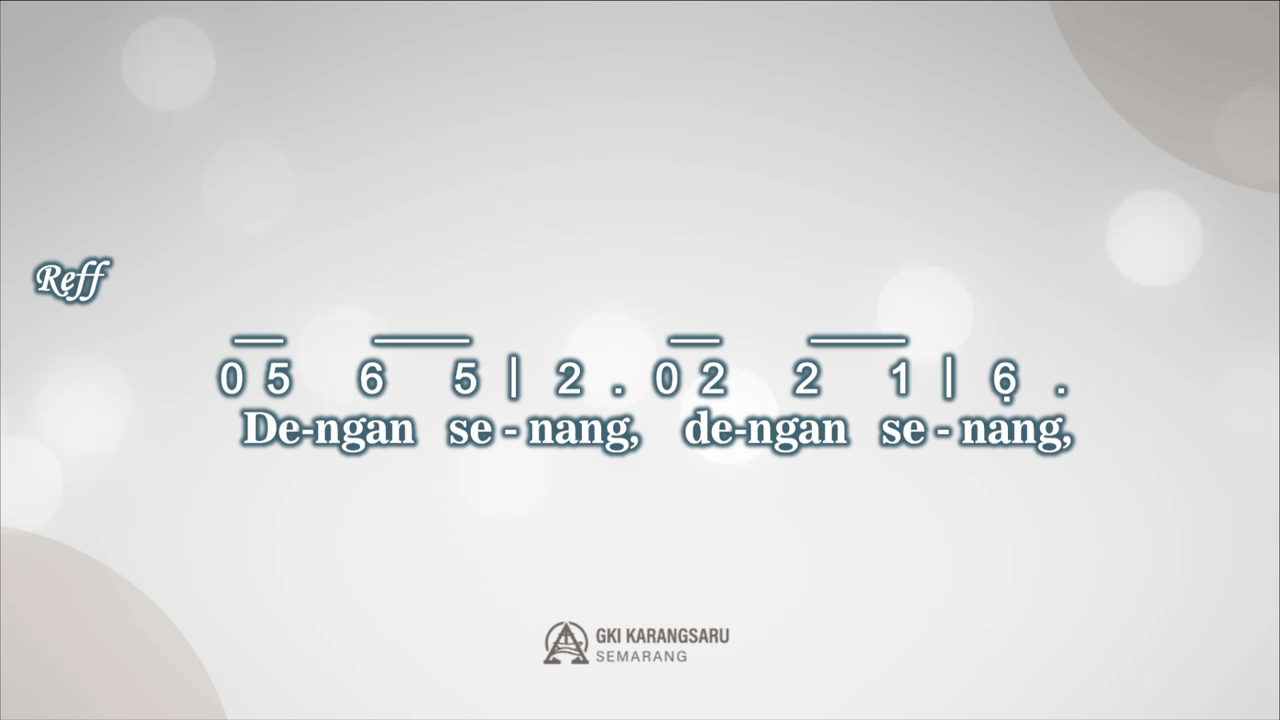 Reff
0 5 6 5 | 2 . 0 2 2 1 | 6̣ .
De-ngan se - nang, de-ngan se - nang,
GKI KARANGSARU
SEMARANG